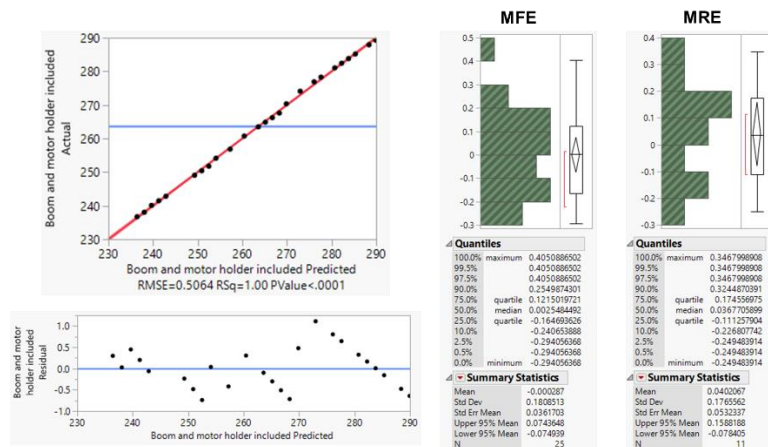 MFE
MRE
290
280
270
260
250
240
230
Boom and motor holder included
Actual
230 240 250 260 270 280 290
Boom and motor holder included Predicted
RMSE=0.5064 RSq=1.00 PValue<.0001
1.0
0.5
0.0
-0.5
-1.0
Boom and motor
holder included
Residual
230 240 250 260 270 280 290
Boom and motor holder included Predicted
0.5
0.4
0.3
0.2
0.1
0
-0.1
-0.2
-0.3
Quantiles
100.0% maximum 0.4050886502
99.5% 0.4050886502
97.5% 0.4050886502
90.0% 0.2549874301
75.0% quartile 0.1215019721
50.0% median 0.0025484492
25.0% quartile -0.164693626
10.0% -0.240653888
2.5% -0.294056368
0.5% -0.294056368
0.0% minimum -0.294056368
Summary Statistics
Mean -0.000287
Std Dev 0.1808513
Std Err Mean 0.0361703
Upper 95% Mean 0.0743648
Lower 95% Mean -0.074939
N 25
0.4
0.3
0.2
0.1
0
-0.1
-0.2
-0.3
Quantiles
100.0% maximum 0.3467998908
99.5% 0.3467998908
97.5% 0.3467998908
90.0% 0.3244870391
75.0% quartile 0.174556975
50.0% median 0.0367705899
25.0% quartile -0.111257904
10.0% -0.226807742
2.5% -0.249483914
0.5% -0.249483914
0.0% minimum -0.249483914
Summary Statistics
Mean 0.0402067
Std Dev 0.1765562
Std Err Mean 0.0532337
Upper 95% Mean 0.1588188
Lower 95% Mean -0.078405
N 11